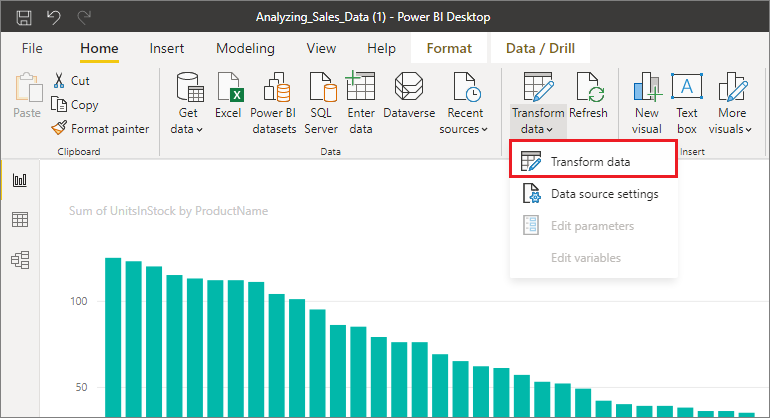 Analyzing_Sales_Data (1) - Power BI Desktop
File Home Insert Modeling View Help Format Data / Drill
Paste
Cut
Copy
Format painter
Clipboard
Get data
Excel
Power BI datasets
SQL Server
Enter data
Dataverse
Recent sources
Data
Transform data
Refresh
New visual
Text box
More visuals
Insert
Transform data
Data source settings
Edit parameters
Edit variables
Sum of UnitsInStock by ProductName
100
50